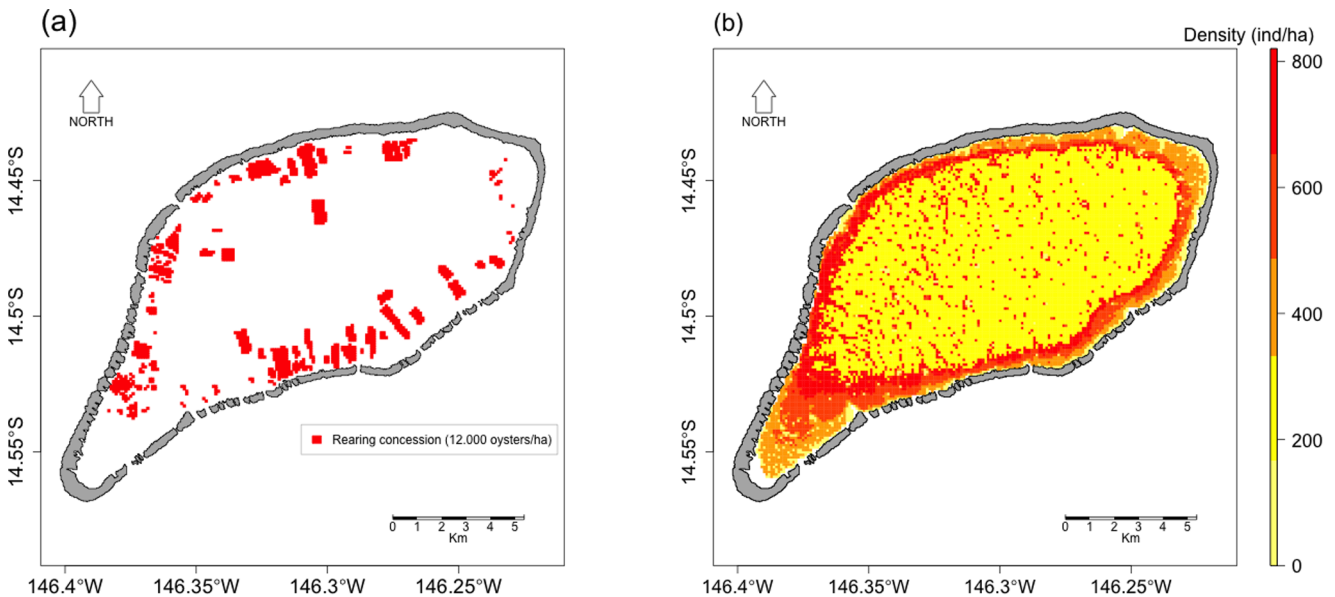 (a)
NORTH
14.45°S
14.5°S
14.55°S
Rearing concession (12.000 oysters/ha)
0 1 2 3 4 5
Km
146.4°W 146.35°W 146.3°W 146.25°W
(b)
Density (ind/ha)
NORTH
14.45°S
14.5°S
14.55°S
800
600
400
200
0
0 1 2 3 4 5
Km
146.4°W 146.35°W 146.3°W 146.25°W